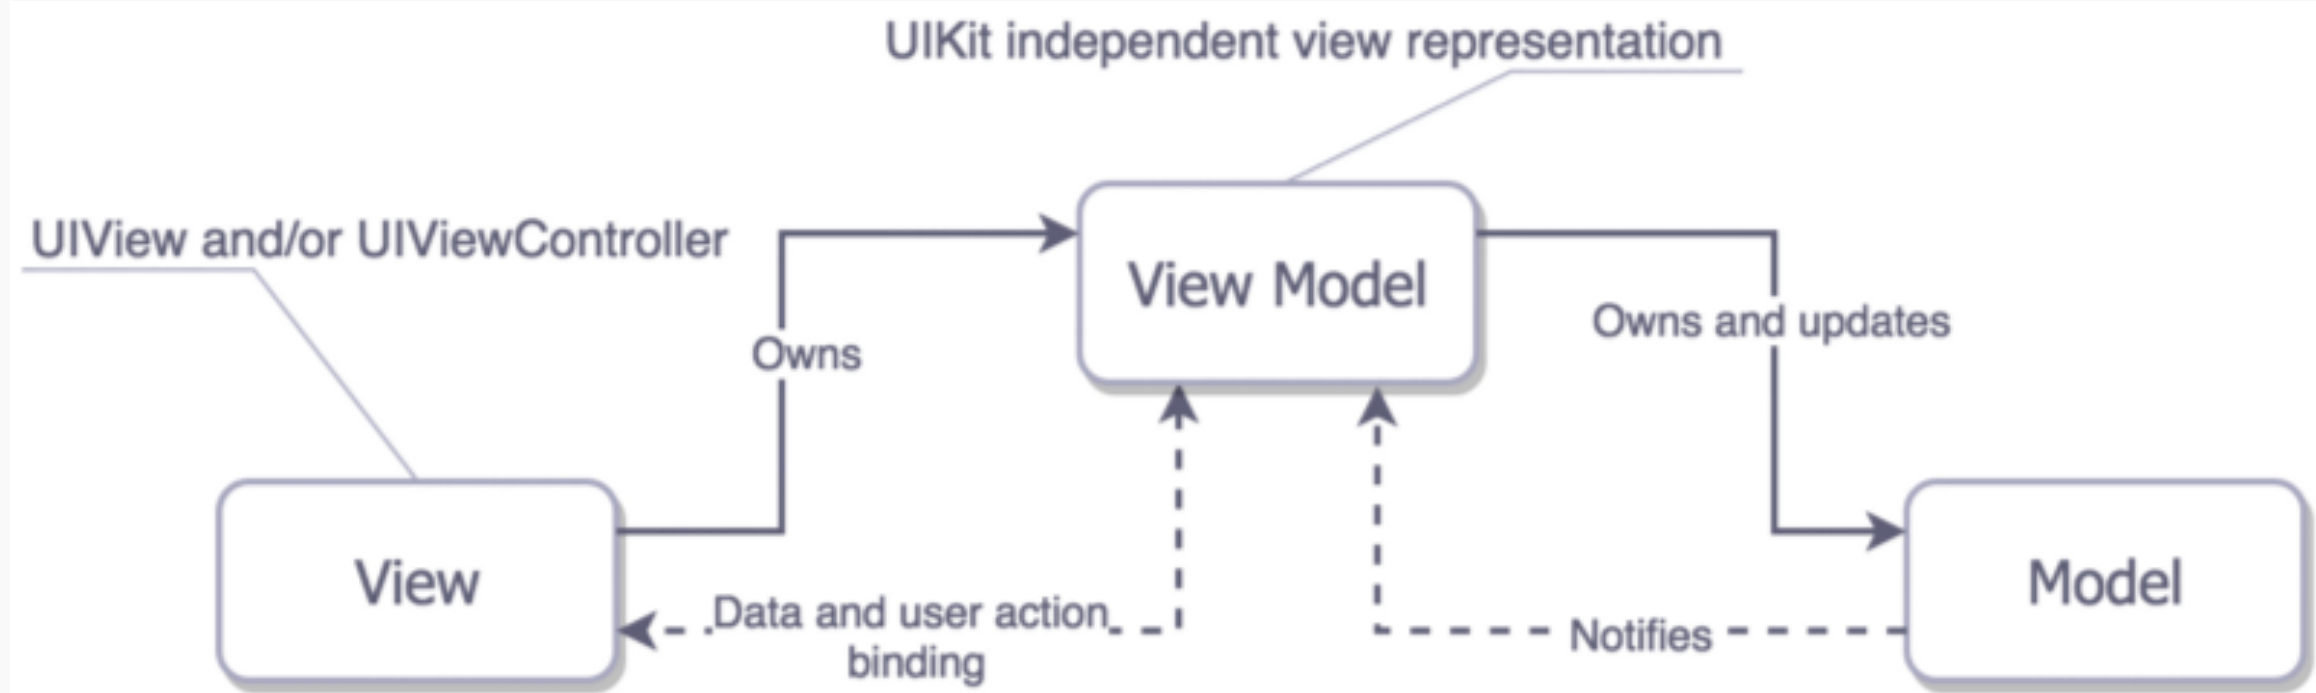 UIKit independent view representation
UIView and/or UIViewController
View Model
Owns
Owns and updates
View
Data and user action
binding
Notifies
Model